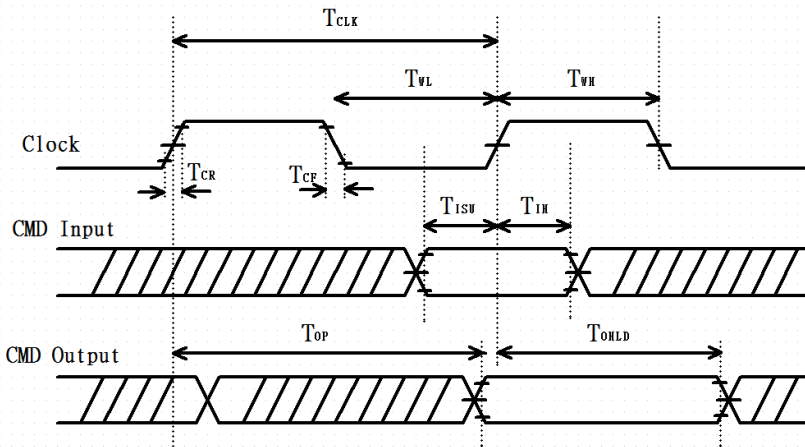 TCLK
TWL TWH
Clock
TCR TCF
TISU TIH
CMD Input
TOP TOHLD
CMD Output